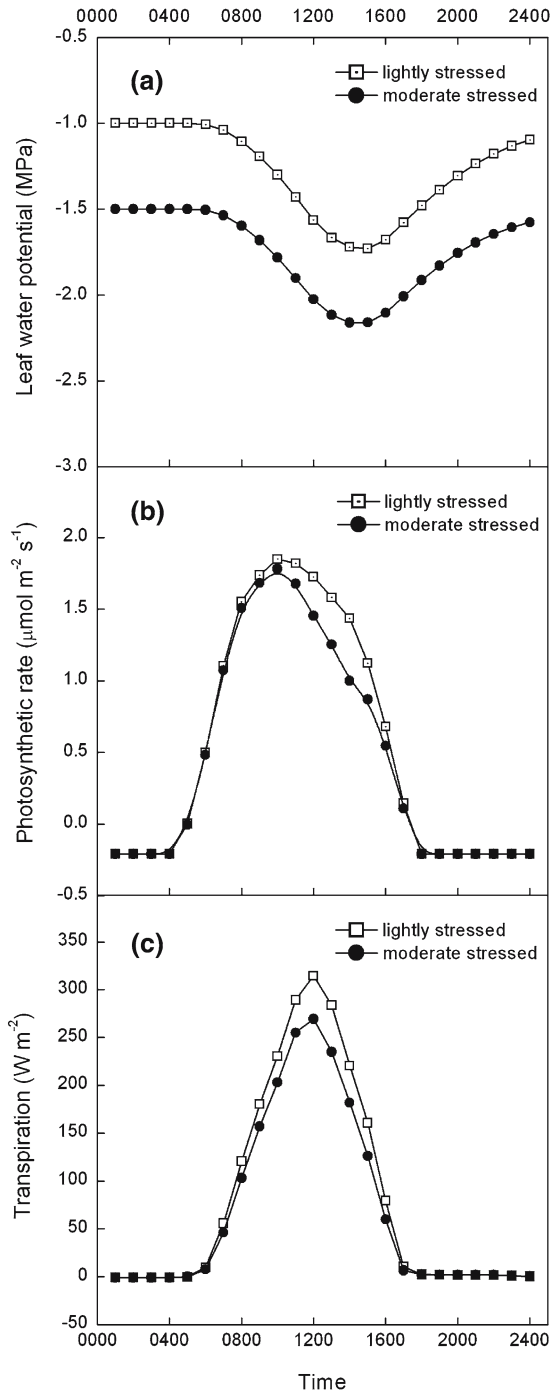 0000 0400 0800 1200 1600 2000 2400
-0.5
(a)
lightly stressed
moderate stressed
-1.0
-1.5
-2.0
-2.5
-3.0
Leaf water potential (MPa)
(b)
lightly stressed
moderate stressed
2.0
1.5
1.0
0.5
0.0
-0.5
Photosynthetic rate (μmol m⁻² s⁻¹)
(c)
lightly stressed
moderate stressed
350
300
250
200
150
100
50
0
-50
Transpiration (W m⁻²)
0000 0400 0800 1200 1600 2000 2400
Time